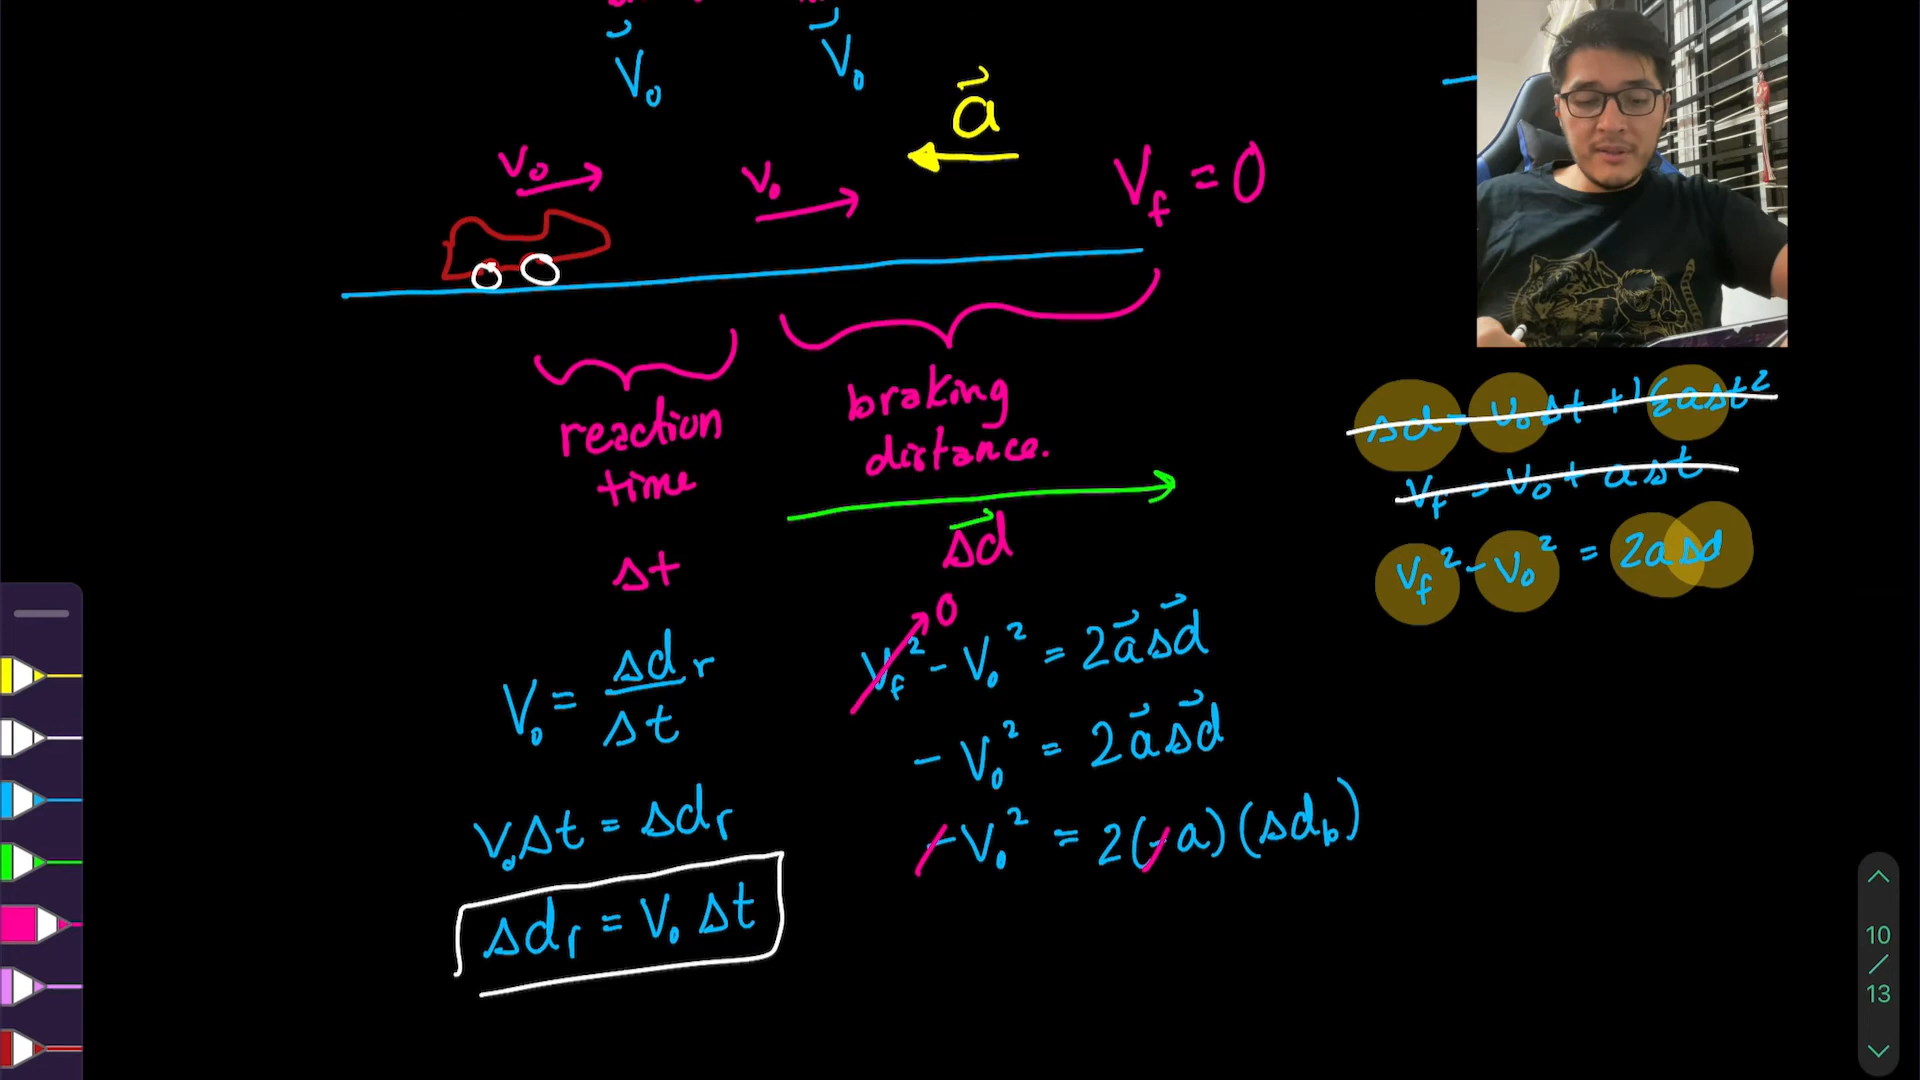 V₀ V₀
a⃗
V₀ V₀ V_f = 0
reaction time
braking distance.
Δt
Δd⃗
Δd = V₀Δt + ½aΔt²
V_f = V₀ + aΔt
V_f² - V₀² = 2aΔd
V₀ = Δd_r / Δt
V₀Δt = Δd_r
Δd_r = V₀ Δt
0
V_f² - V₀² = 2a⃗Δd⃗
- V₀² = 2a⃗Δd⃗
-V₀² = 2(-a)(Δd_b)
10
/
13